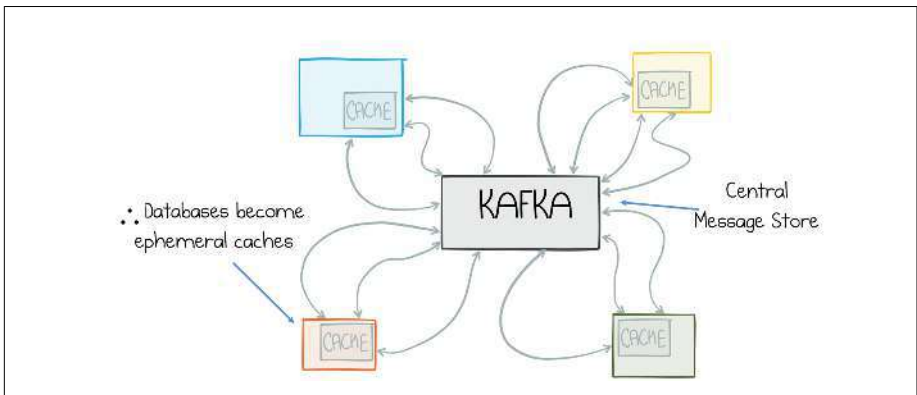 CACHE
CACHE
KAFKA
Central
Message Store
∴ Databases become
ephemeral caches
CACHE
CACHE